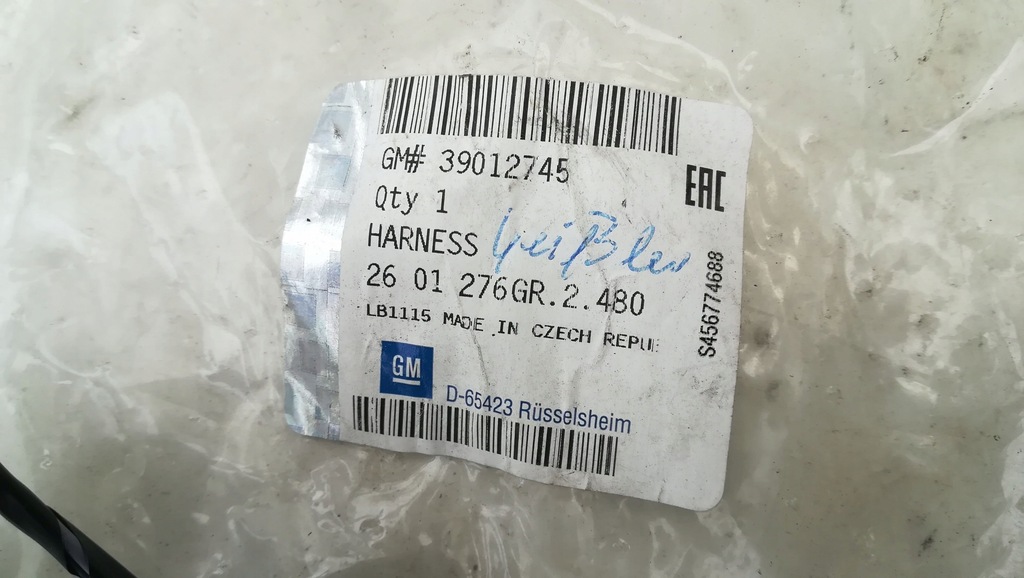 GM# 39012745
EAC
Qty 1
HARNESS
26 01 276GR.2.480
LB1115 MADE IN CZECH REPU
S456774688
GM
D-65423 Rüsselsheim